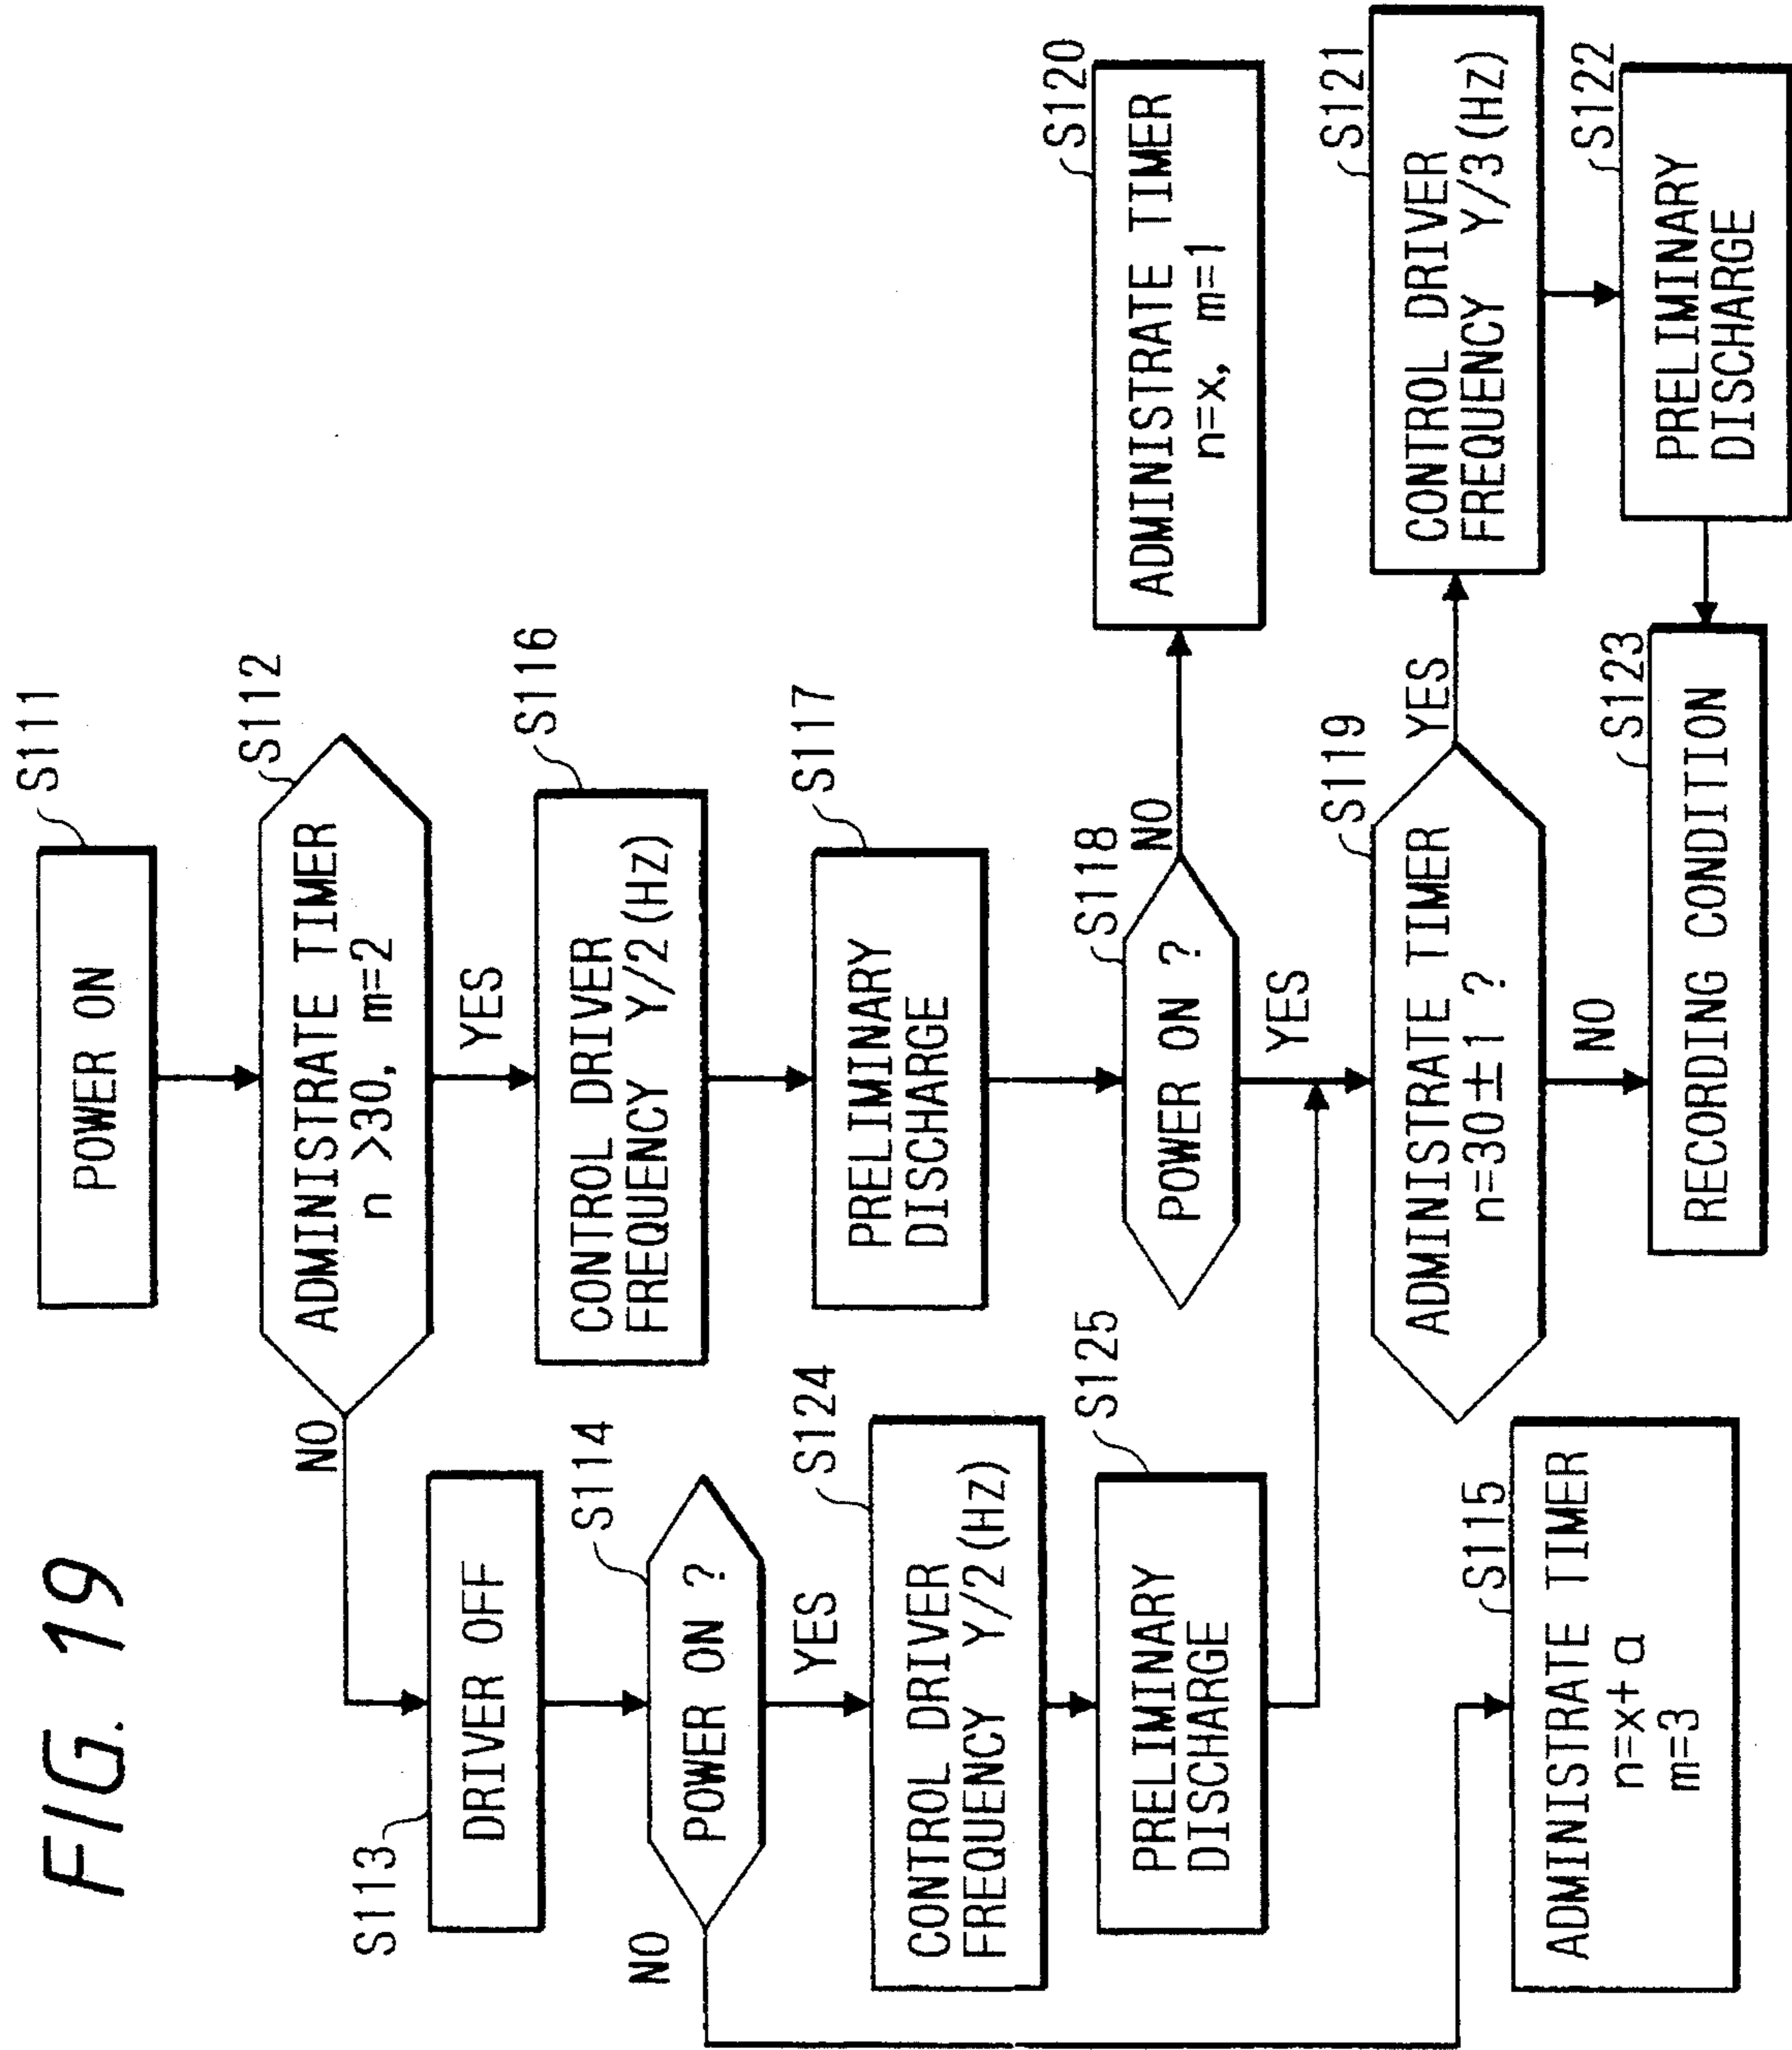 FIG. 19
S111
POWER ON
S112
ADMINISTRATE TIMER
n >30, m=2
NO
YES
S113
DRIVER OFF
S116
CONTROL DRIVER
FREQUENCY Y/2(Hz)
S114
POWER ON ?
NO
YES
S117
PRELIMINARY
DISCHARGE
S124
CONTROL DRIVER
FREQUENCY Y/2(Hz)
S118
POWER ON ?
NO
YES
S120
ADMINISTRATE TIMER
n=x, m=1
S125
PRELIMINARY
DISCHARGE
S119
ADMINISTRATE TIMER
n=30±1 ?
YES
NO
S121
CONTROL DRIVER
FREQUENCY Y/3(Hz)
S115
ADMINISTRATE TIMER
n=x+a
m=3
S123
RECORDING CONDITION
S122
PRELIMINARY
DISCHARGE